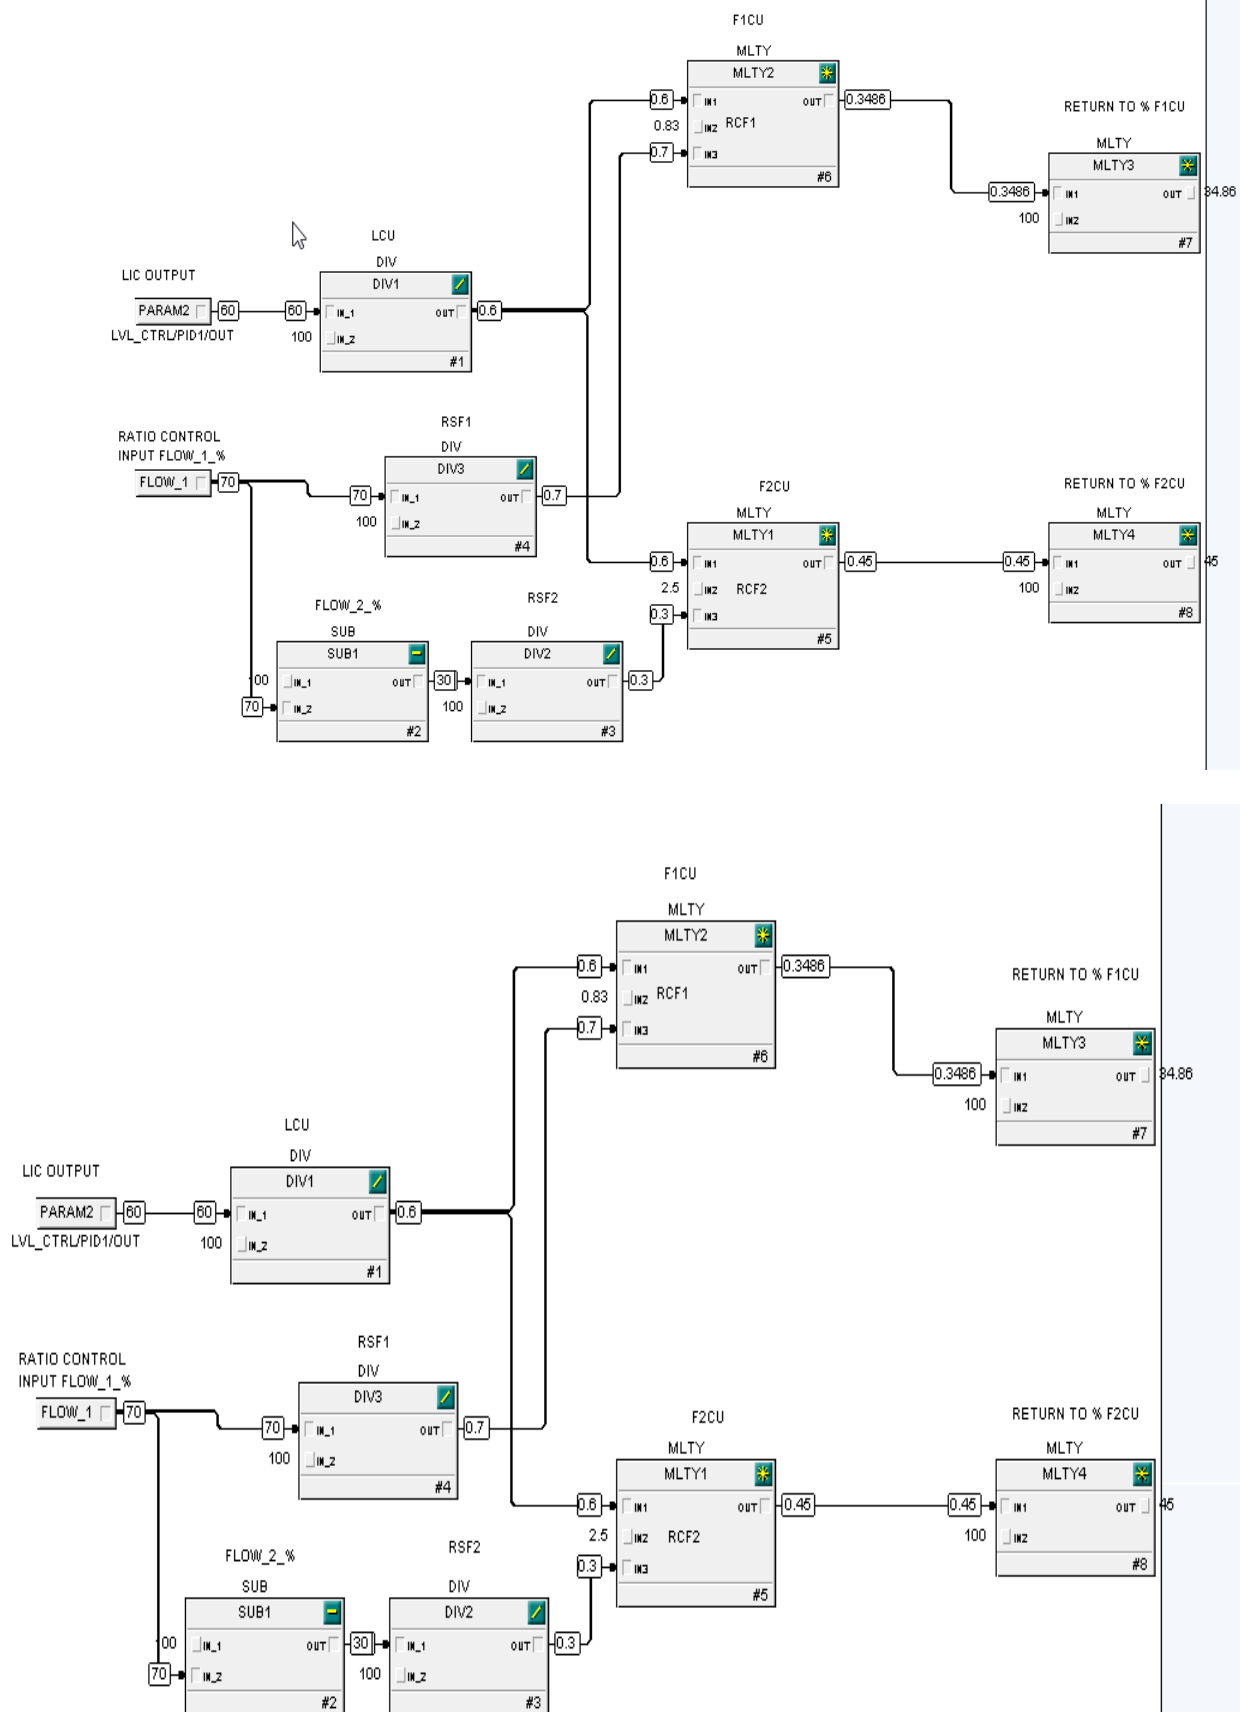 F1CU
MLTY
MLTY2
0.6 IN1 OUT 0.3486
0.83 IN2 RCF1
0.7 IN3
#6
RETURN TO % F1CU
MLTY
MLTY3
0.3486 IN1 OUT 34.86
100 IN2
#7
LCU
DIV
DIV1
LIC OUTPUT
PARAM2 60 60 IN_1 OUT 0.6
LVL_CTRL/PID1/OUT 100 IN_2
#1
RSF1
DIV
DIV3
RATIO CONTROL
INPUT FLOW_1_%
FLOW_1 70
70 IN_1 OUT 0.7
100 IN_2
#4
F2CU
MLTY
MLTY1
0.6 IN1 OUT 0.45
2.5 IN2 RCF2
0.3 IN3
#5
RETURN TO % F2CU
MLTY
MLTY4
0.45 IN1 OUT 45
100 IN2
#8
FLOW_2_%
SUB
SUB1
00 IN_1 OUT 30
70 IN_2
#2
RSF2
DIV
DIV2
IN_1 OUT 0.3
100 IN_2
#3
F1CU
MLTY
MLTY2
0.6 IN1 OUT 0.3486
0.83 IN2 RCF1
0.7 IN3
#6
RETURN TO % F1CU
MLTY
MLTY3
0.3486 IN1 OUT 34.86
100 IN2
#7
LCU
DIV
DIV1
LIC OUTPUT
PARAM2 60 60 IN_1 OUT 0.6
LVL_CTRL/PID1/OUT 100 IN_2
#1
RSF1
DIV
DIV3
RATIO CONTROL
INPUT FLOW_1_%
FLOW_1 70
70 IN_1 OUT 0.7
100 IN_2
#4
F2CU
MLTY
MLTY1
0.6 IN1 OUT 0.45
2.5 IN2 RCF2
0.3 IN3
#5
RETURN TO % F2CU
MLTY
MLTY4
0.45 IN1 OUT 45
100 IN2
#8
FLOW_2_%
SUB
SUB1
00 IN_1 OUT 30
70 IN_2
#2
RSF2
DIV
DIV2
IN_1 OUT 0.3
100 IN_2
#3